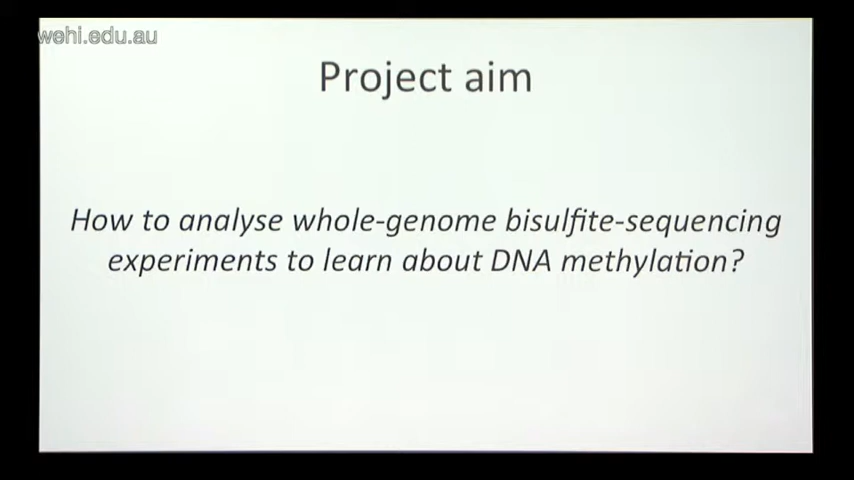 wehi.edu.au
Project aim
How to analyse whole-genome bisulfite-sequencing
experiments to learn about DNA methylation?